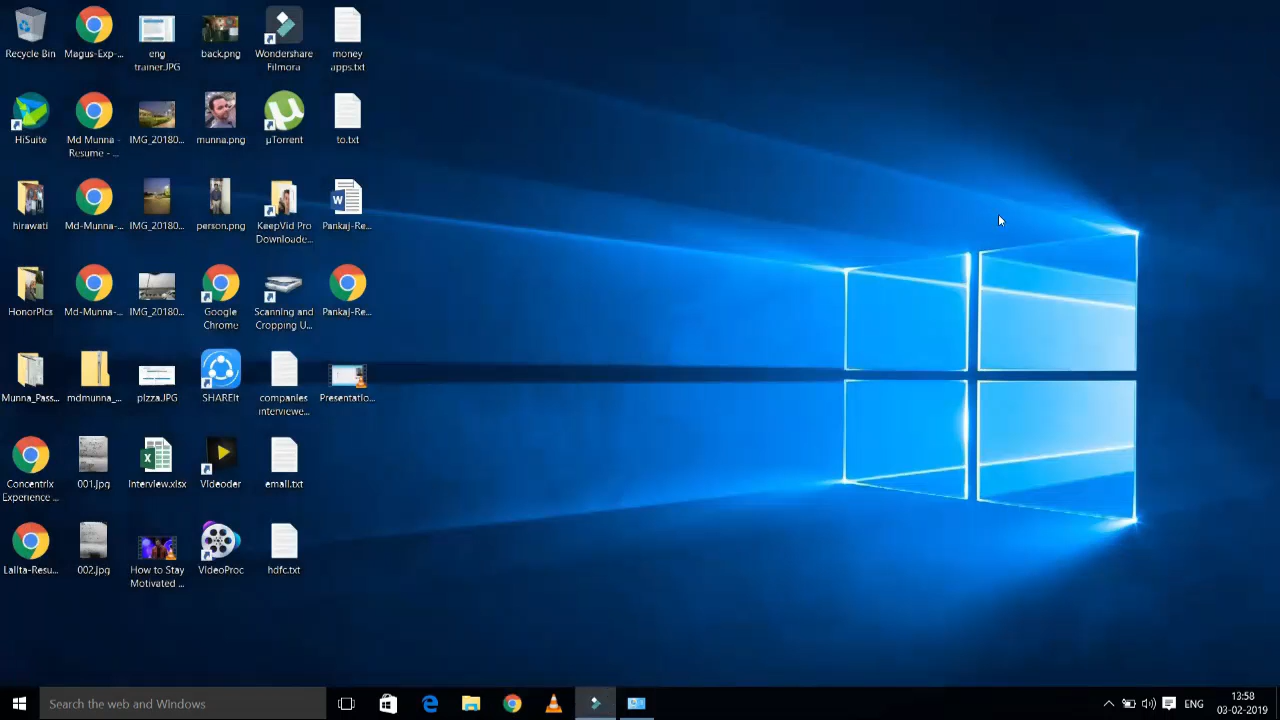 Recycle Bin
Magus-Exp-...
eng
trainer.JPG
back.png
Wondershare
Filmora
money
apps.txt
HiSuite
Md Munna -
Resume - ...
IMG_20180...
munna.png
µTorrent
to.txt
hirawati
Md-Munna-...
IMG_20180...
person.png
KeepVid Pro
Downloade...
Pankaj-Re...
HonorPics
Md-Munna-...
IMG_20180...
Google
Chrome
Scanning and
Cropping U...
Pankaj-Re...
Munna_Pass...
mdmunna_...
pizza.JPG
SHAREit
companies
interviewe...
Presentatio...
Concentrix
Experience ...
001.jpg
Interview.xlsx
Videoder
email.txt
Lalita-Resu...
002.jpg
How to Stay
Motivated ...
VideoProc
hdfc.txt
Search the web and Windows
ENG
13:58
03-02-2019